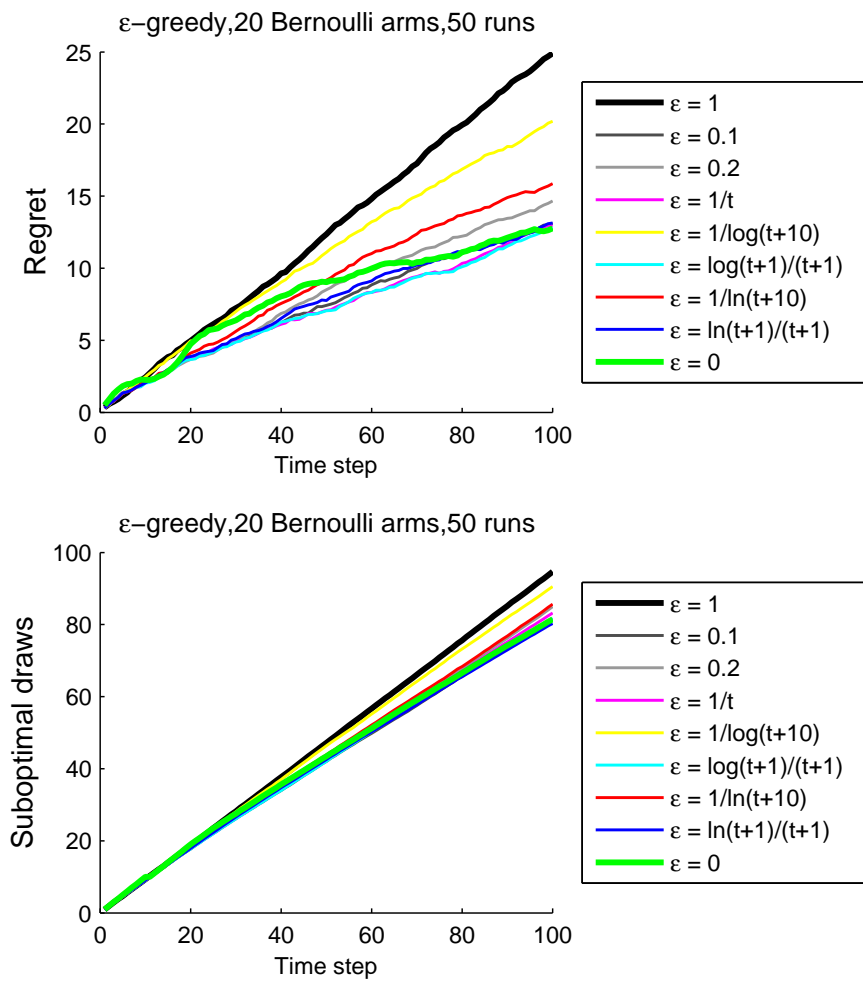 ε−greedy,20 Bernoulli arms,50 runs
25
20
15
10
5
0
Regret
0 20 40 60 80 100
Time step
ε = 1
ε = 0.1
ε = 0.2
ε = 1/t
ε = 1/log(t+10)
ε = log(t+1)/(t+1)
ε = 1/ln(t+10)
ε = ln(t+1)/(t+1)
ε = 0
ε−greedy,20 Bernoulli arms,50 runs
100
80
60
40
20
0
Suboptimal draws
0 20 40 60 80 100
Time step
ε = 1
ε = 0.1
ε = 0.2
ε = 1/t
ε = 1/log(t+10)
ε = log(t+1)/(t+1)
ε = 1/ln(t+10)
ε = ln(t+1)/(t+1)
ε = 0